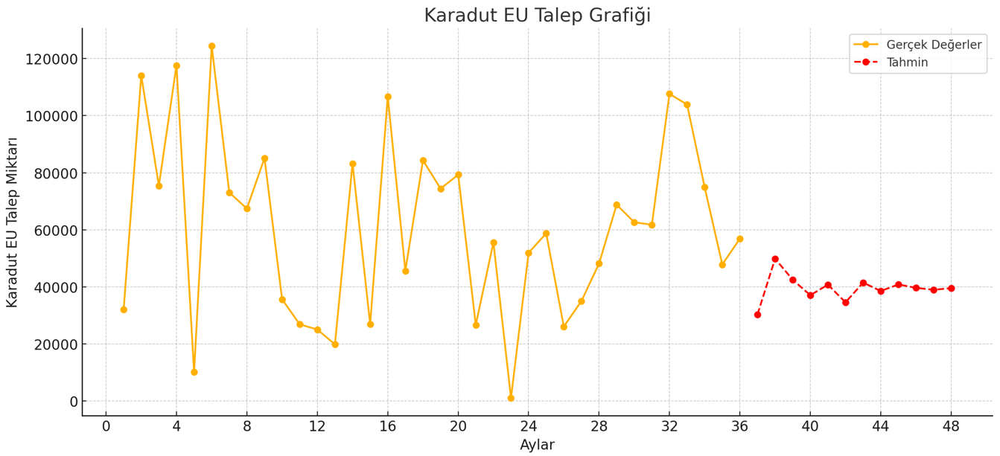 Karadut EU Talep Grafiği
Gerçek Değerler
Tahmin
120000
100000
80000
60000
40000
20000
0
Karadut EU Talep Miktarı
0 4 8 12 16 20 24 28 32 36 40 44 48
Aylar